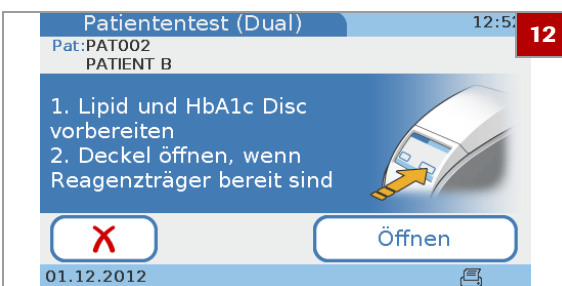 Patiententest (Dual) 12:52
12
Pat:PAT002
PATIENT B
1. Lipid und HbA1c Disc
vorbereiten
2. Deckel öffnen, wenn
Reagenzträger bereit sind
X Öffnen
01.12.2012